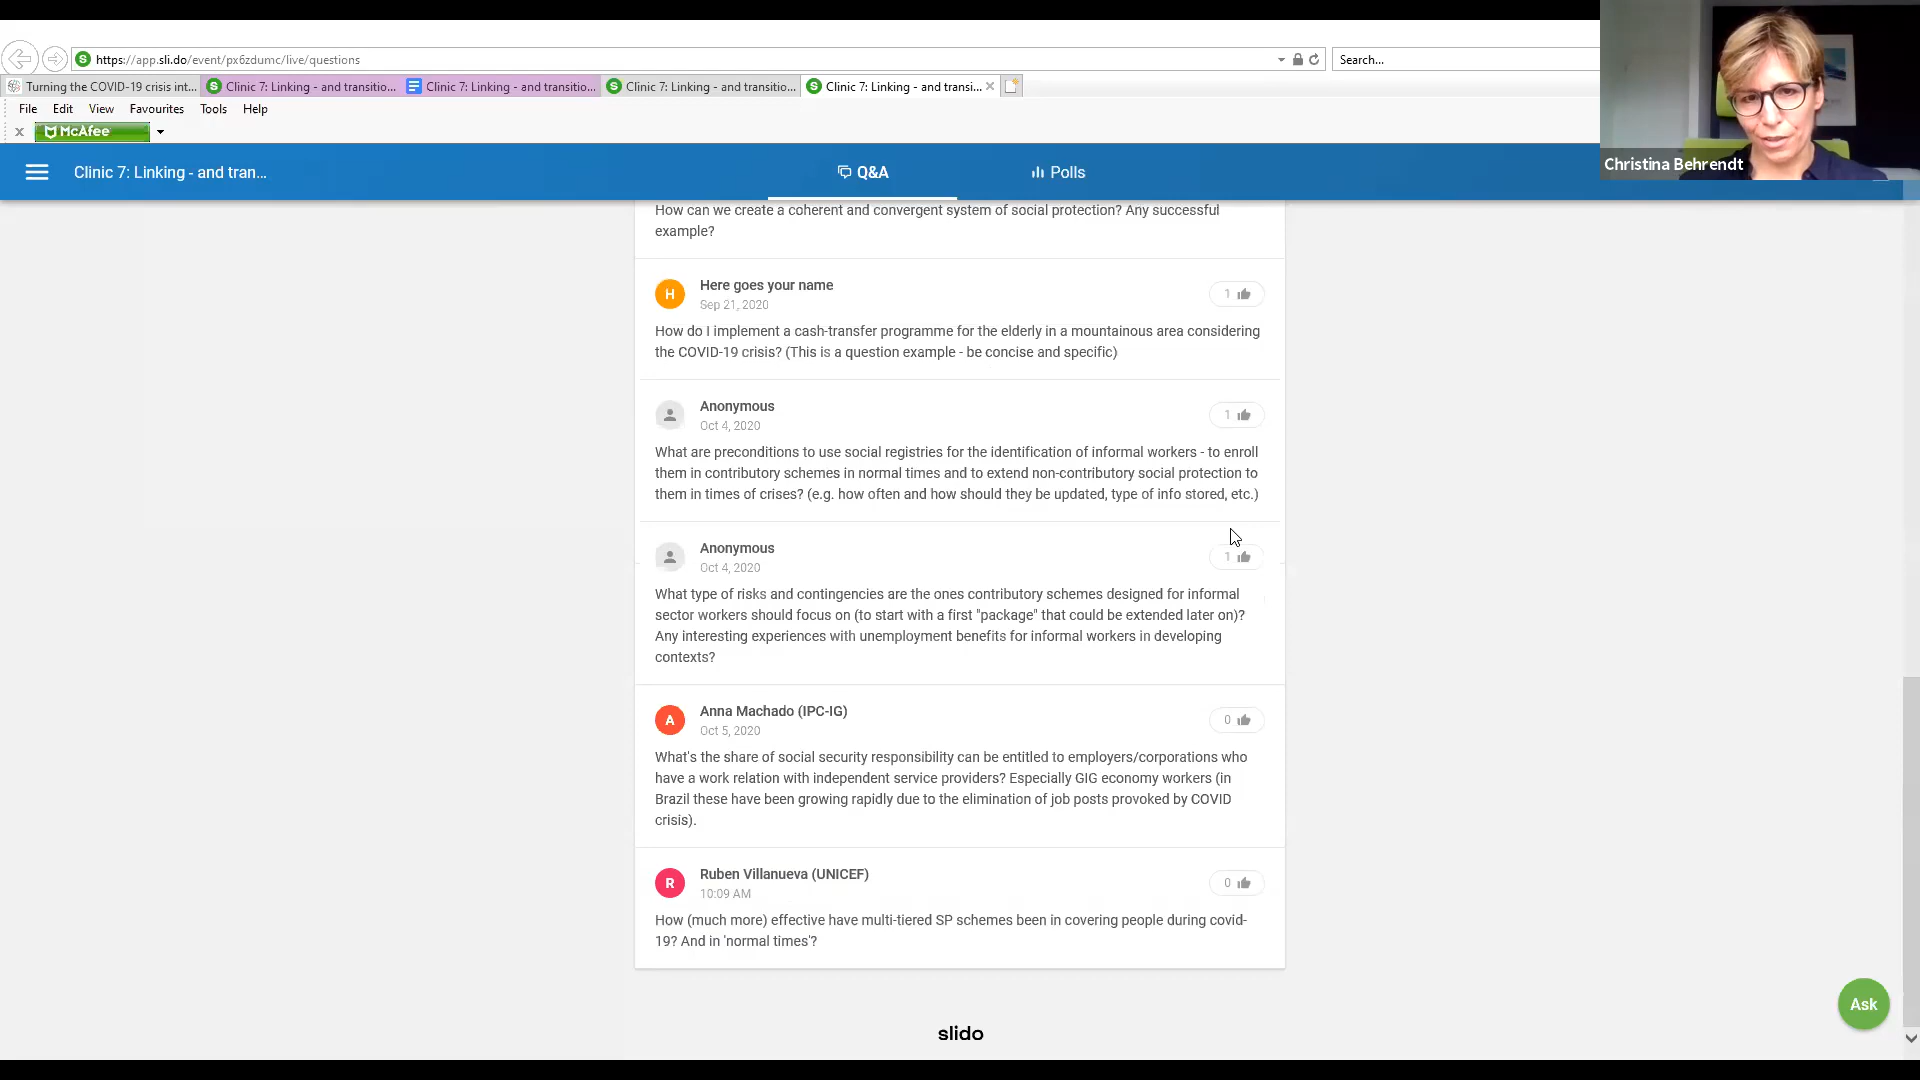 https://app.sli.do/event/px6zdumc/live/questions
Search...
Turning the COVID-19 crisis int...
Clinic 7: Linking - and transitio...
Clinic 7: Linking - and transitio...
Clinic 7: Linking - and transitio...
Clinic 7: Linking - and transi...
File Edit View Favourites Tools Help
McAfee
Christina Behrendt
Clinic 7: Linking - and tran...
Q&A
Polls
How can we create a coherent and convergent system of social protection? Any successful
example?
H
Here goes your name
Sep 21, 2020
1
How do I implement a cash-transfer programme for the elderly in a mountainous area considering
the COVID-19 crisis? (This is a question example - be concise and specific)
Anonymous
Oct 4, 2020
1
What are preconditions to use social registries for the identification of informal workers - to enroll
them in contributory schemes in normal times and to extend non-contributory social protection to
them in times of crises? (e.g. how often and how should they be updated, type of info stored, etc.)
Anonymous
Oct 4, 2020
1
What type of risks and contingencies are the ones contributory schemes designed for informal
sector workers should focus on (to start with a first "package" that could be extended later on)?
Any interesting experiences with unemployment benefits for informal workers in developing
contexts?
A
Anna Machado (IPC-IG)
Oct 5, 2020
0
What's the share of social security responsibility can be entitled to employers/corporations who
have a work relation with independent service providers? Especially GIG economy workers (in
Brazil these have been growing rapidly due to the elimination of job posts provoked by COVID
crisis).
R
Ruben Villanueva (UNICEF)
10:09 AM
0
How (much more) effective have multi-tiered SP schemes been in covering people during covid-
19? And in 'normal times'?
Ask
slido